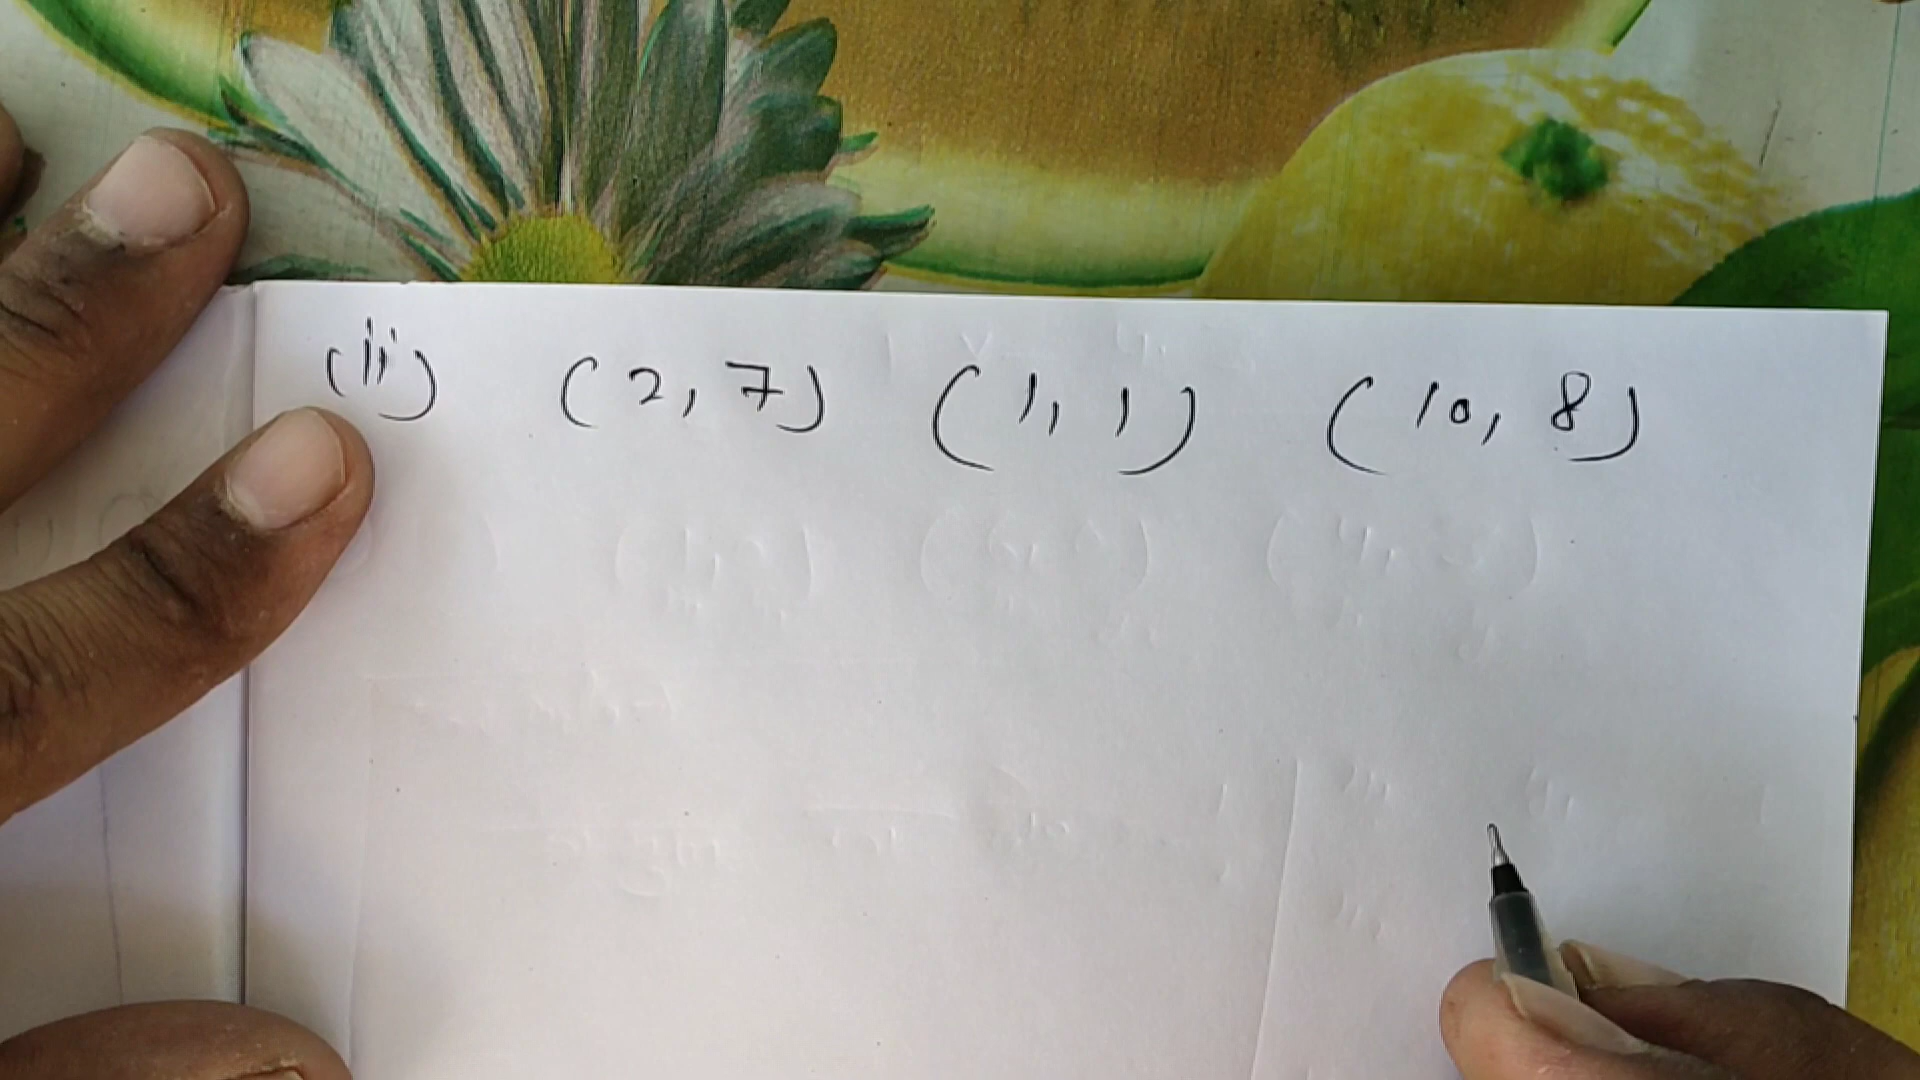 (ii) (2, 7) (1, 1) (10, 8)